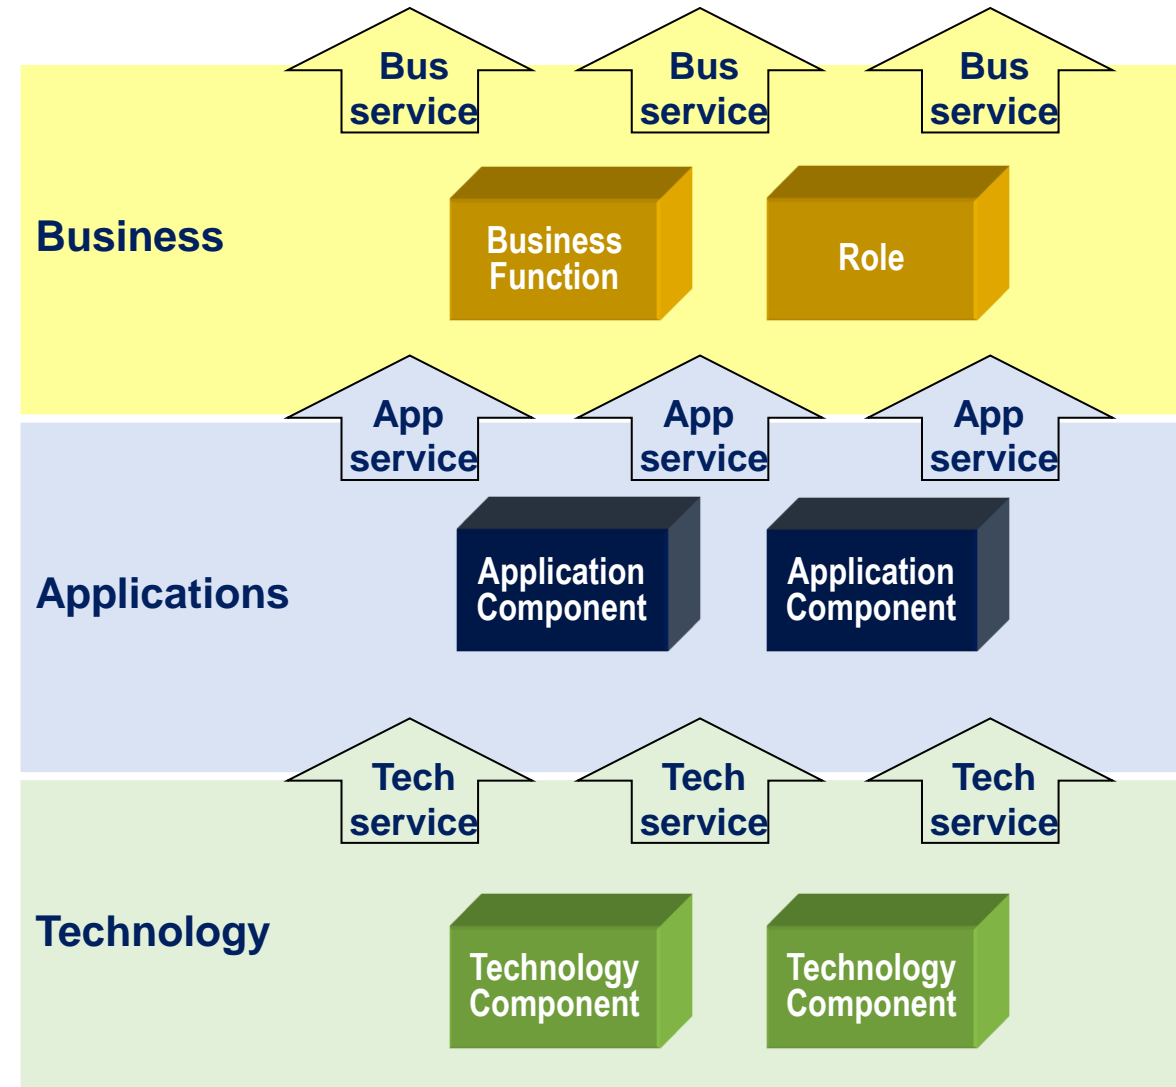 Bus
service
Bus
service
Bus
service
Business
Business
Function
Role
App
service
App
service
App
service
Applications
Application
Component
Application
Component
Tech
service
Tech
service
Tech
service
Technology
Technology
Component
Technology
Component